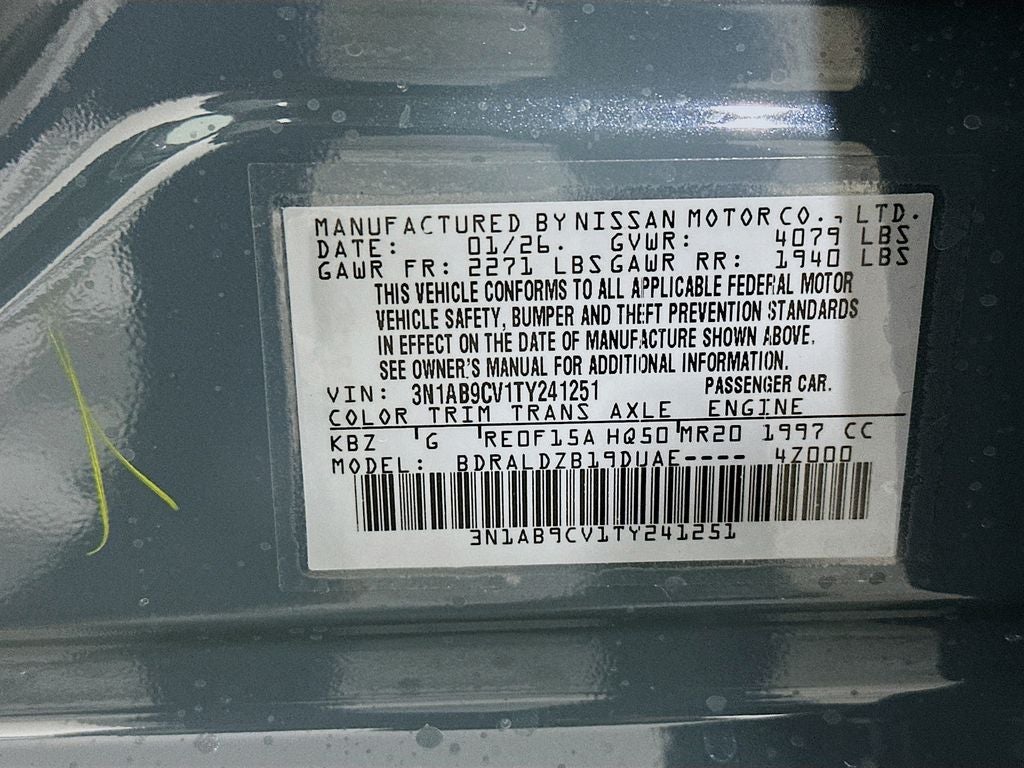 MANUFACTURED BY NISSAN MOTOR CO., LTD.
DATE: 01/26. GVWR: 4079 LBS
GAWR FR: 2271 LBS GAWR RR: 1940 LBS
THIS VEHICLE CONFORMS TO ALL APPLICABLE FEDERAL MOTOR
VEHICLE SAFETY, BUMPER AND THEFT PREVENTION STANDARDS
IN EFFECT ON THE DATE OF MANUFACTURE SHOWN ABOVE.
SEE OWNER'S MANUAL FOR ADDITIONAL INFORMATION.
VIN: 3N1AB9CV1TY241251 PASSENGER CAR.
COLOR TRIM TRANS AXLE ENGINE
KBZ G RE0F15A HQ50 MR20 1997 CC
MODEL: BDRALDZB19DUAE---- 4Z000
3N1AB9CV1TY241251